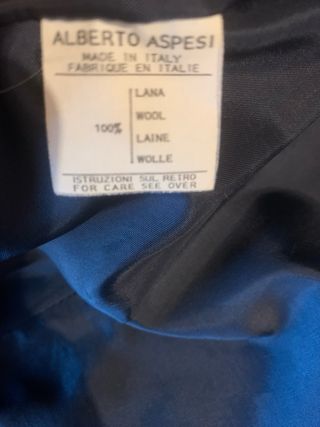 ALBERTO ASPESI
MADE IN ITALY
FABRIQUE EN ITALIE
100%
LANA
WOOL
LAINE
WOLLE
ISTRUZIONI SUL RETRO
FOR CARE SEE OVER